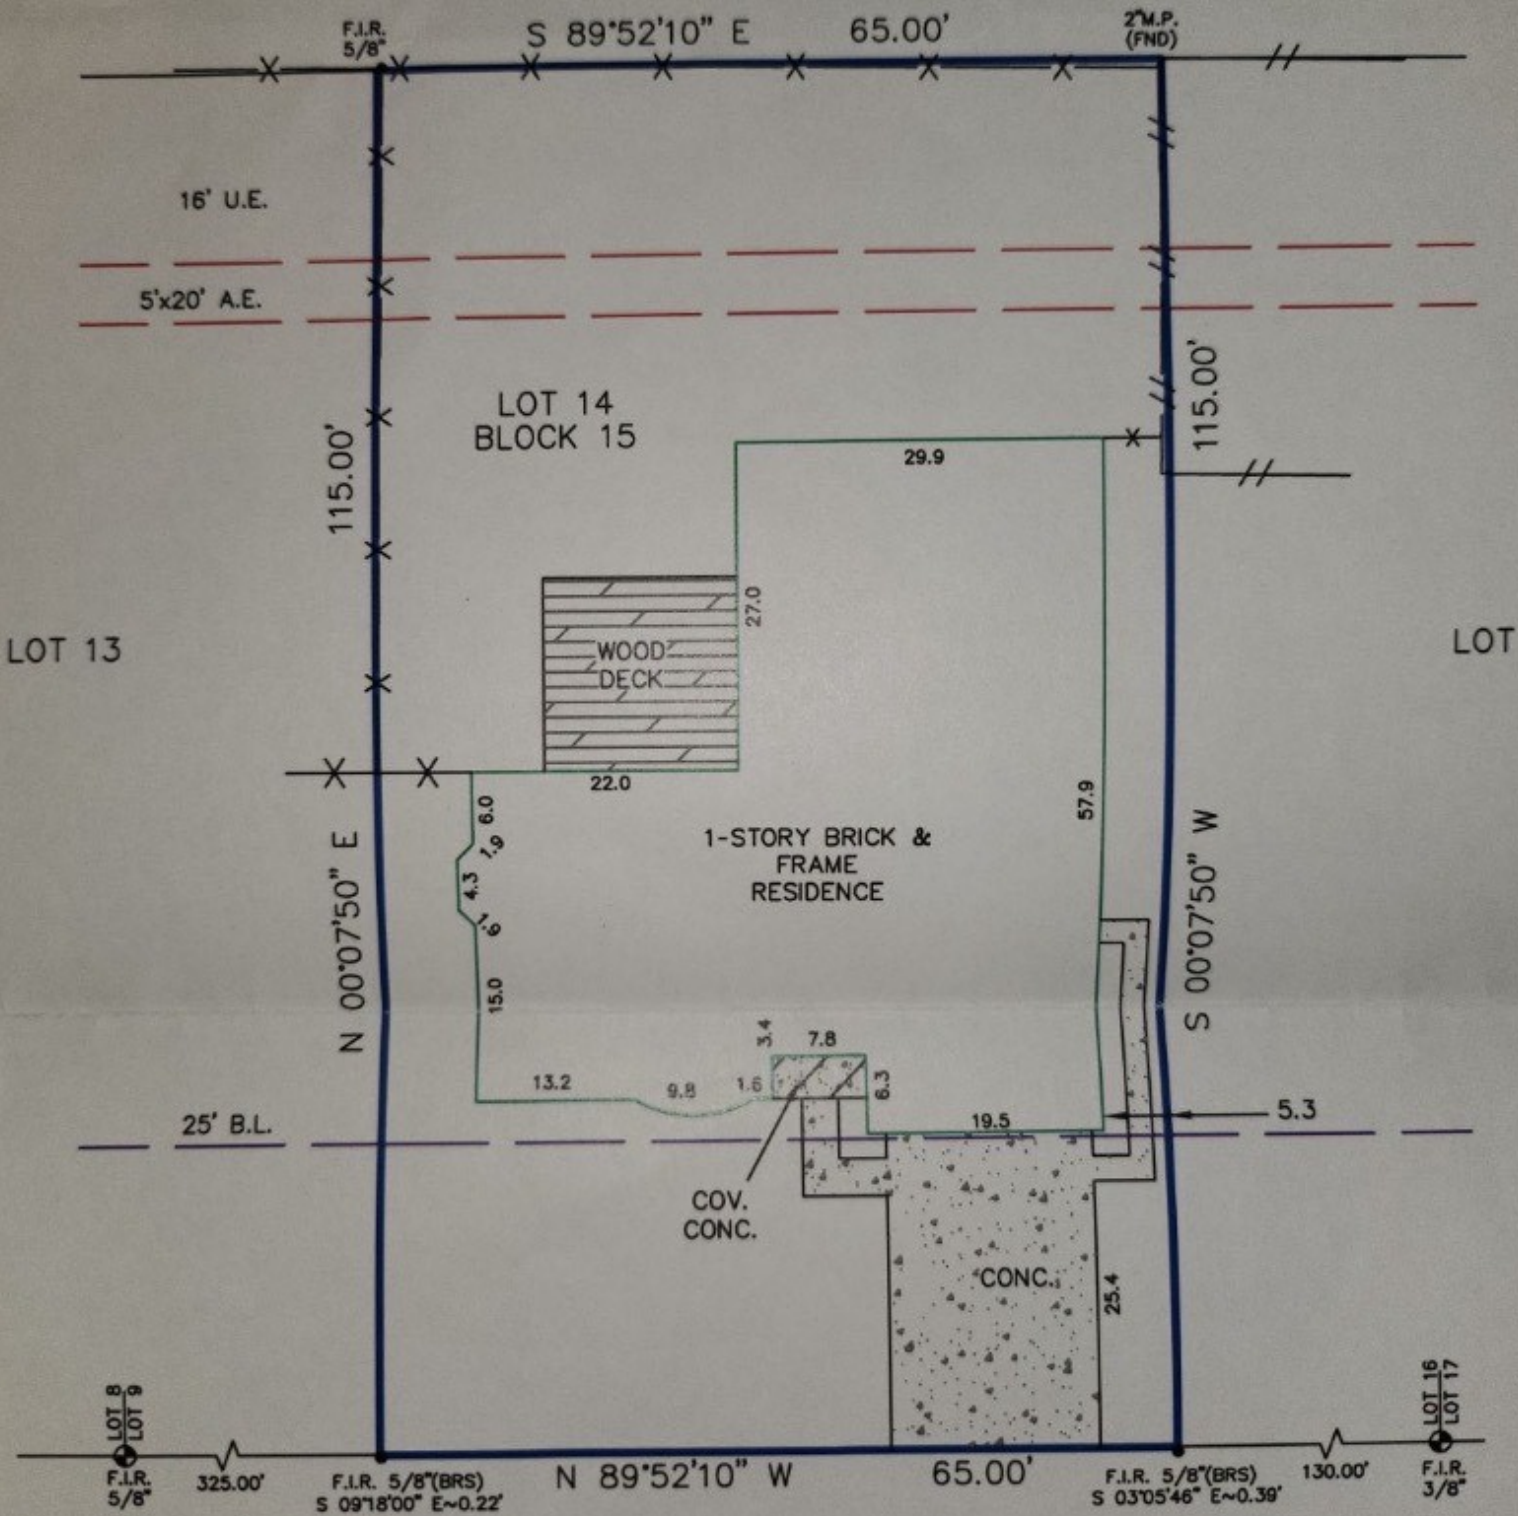 F.I.R.
5/8"
S 89°52'10" E 65.00'
2"M.P.
(FND)
16' U.E.
5'x20' A.E.
115.00'
LOT 14
BLOCK 15
29.9
115.00'
27.0
WOOD
DECK
LOT 13
LOT
22.0
6.0
1.9
4.3
1.6
15.0
57.9
1-STORY BRICK &
FRAME
RESIDENCE
N 00°07'50" E
S 00°07'50" W
3.4
7.8
13.2
9.8
1.6
6.3
19.5
5.3
25' B.L.
COV.
CONC.
CONC.
25.4
LOT 8
LOT 9
LOT 16
LOT 17
F.I.R.
5/8"
325.00'
F.I.R. 5/8"(BRS)
S 09°18'00" E~0.22'
N 89°52'10" W 65.00'
F.I.R. 5/8"(BRS)
S 03°05'46" E~0.39'
130.00'
F.I.R.
3/8"